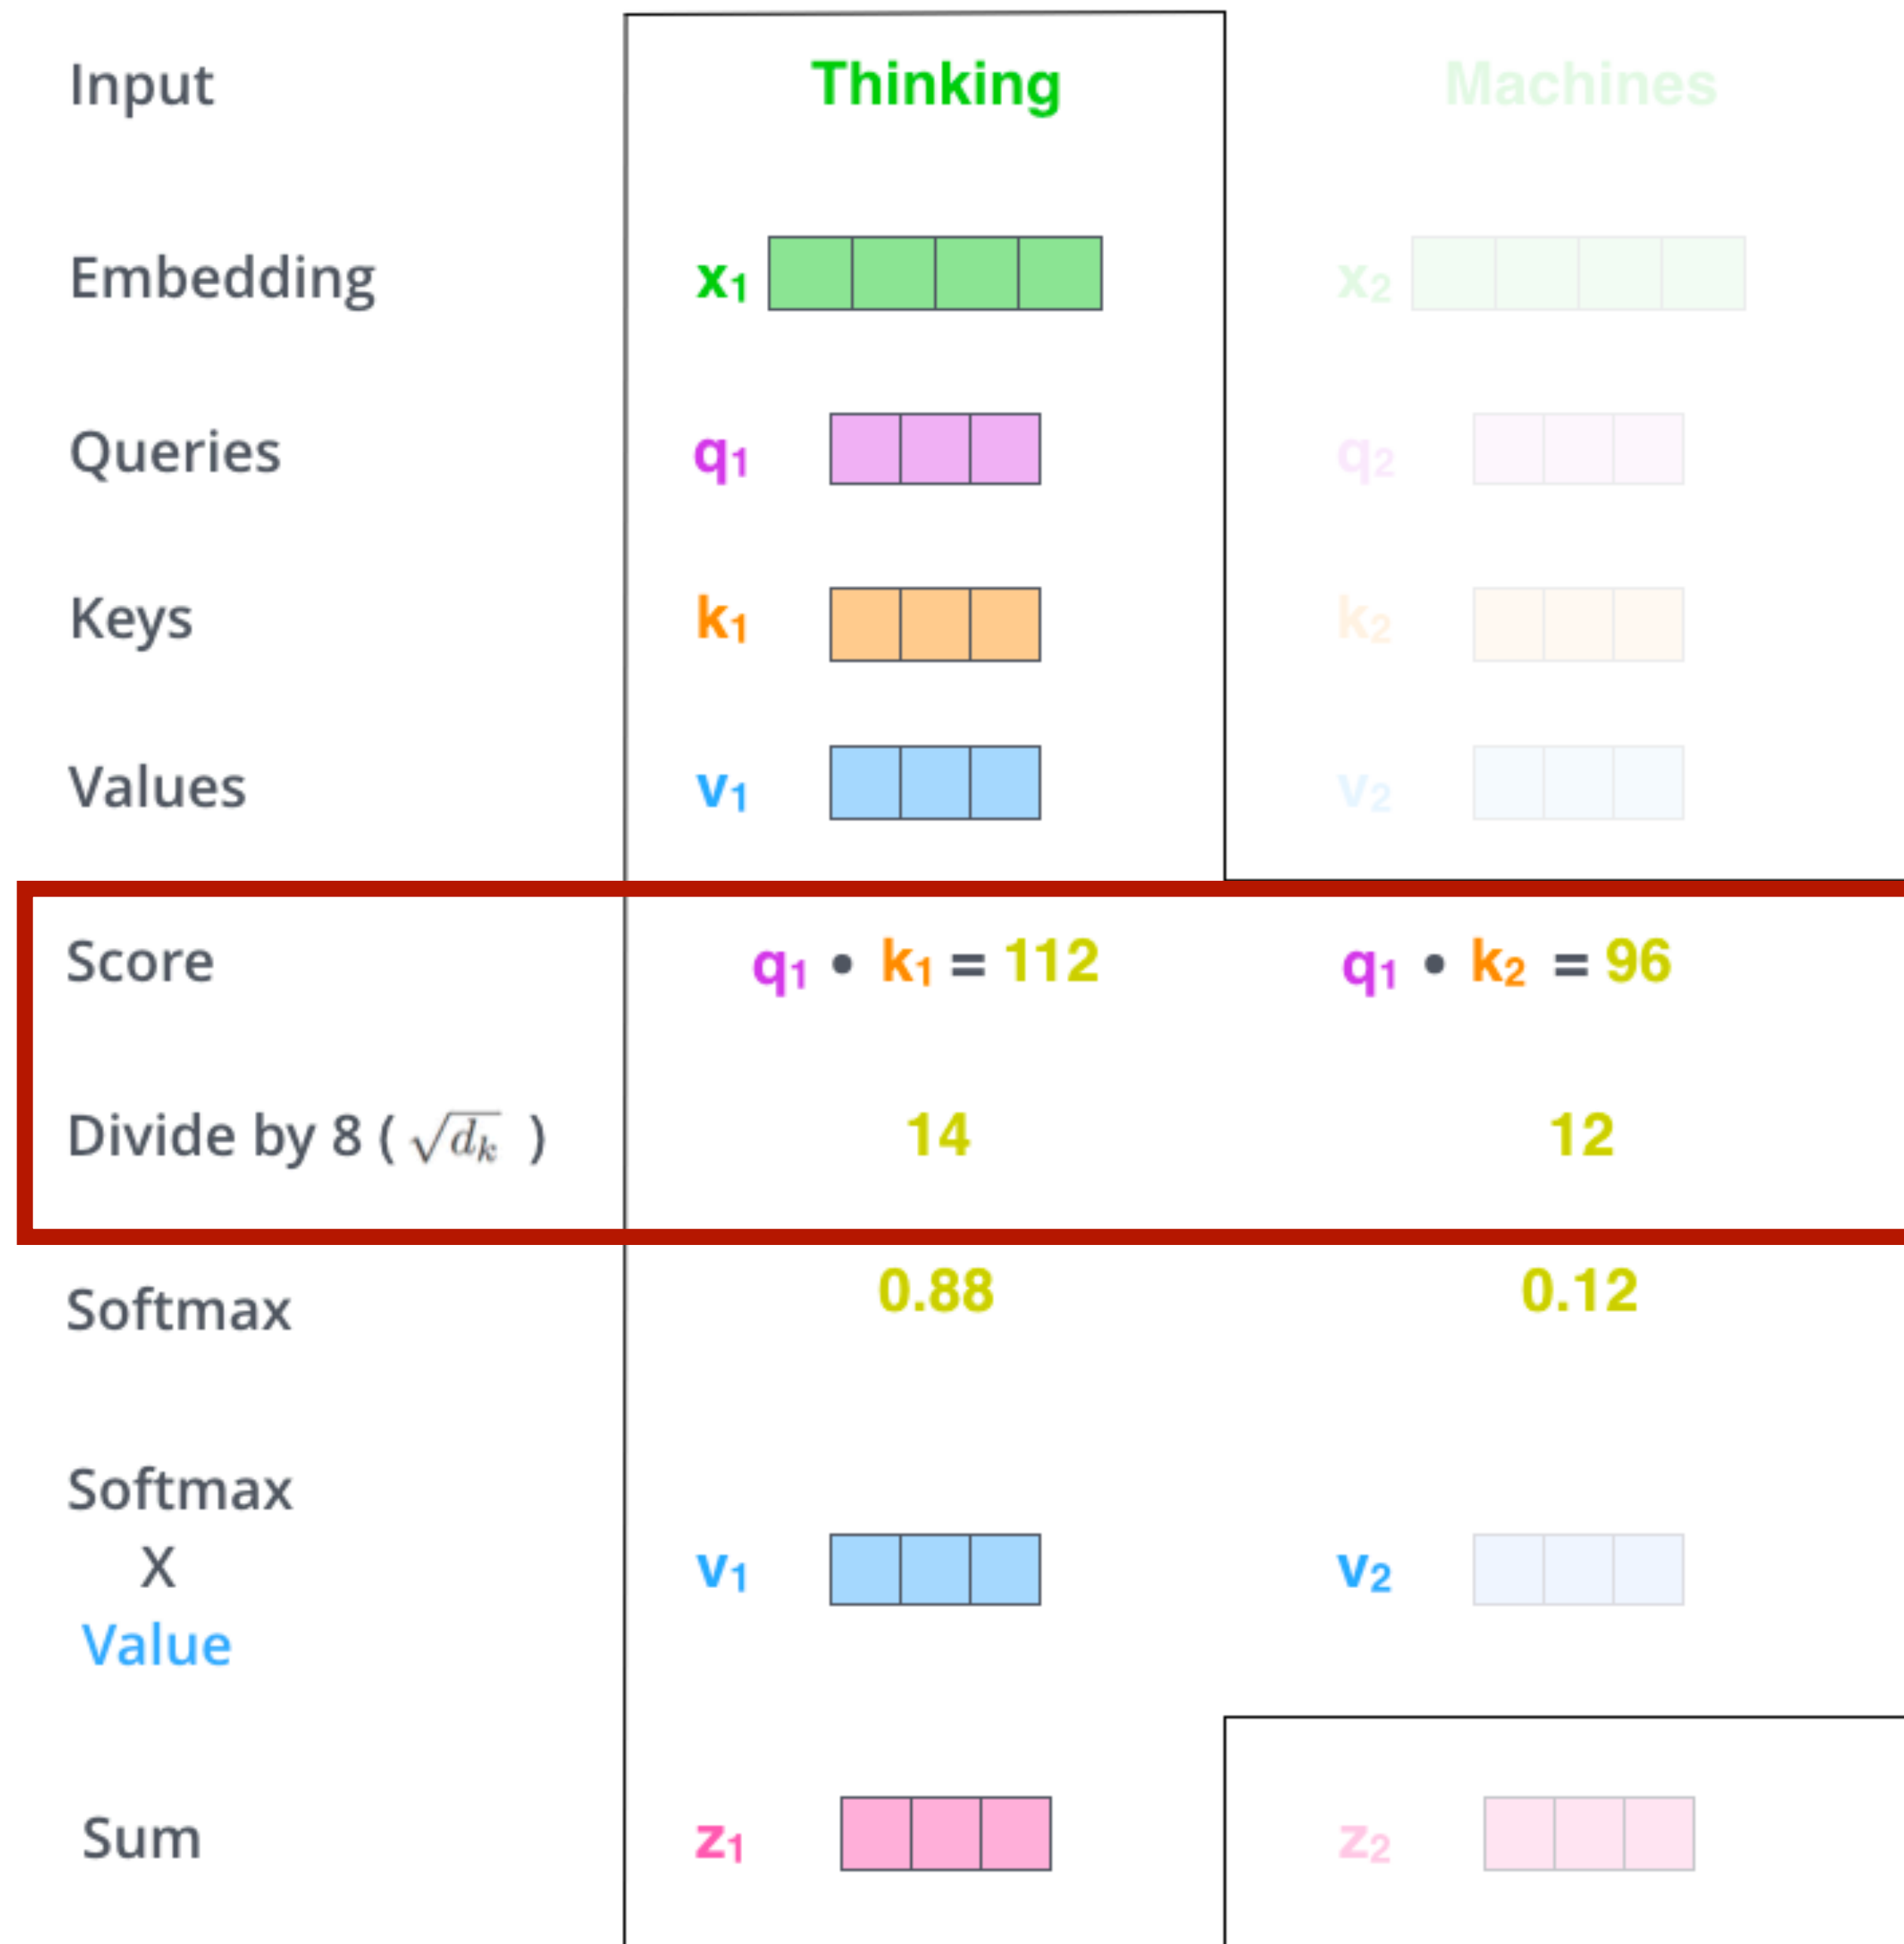 Input Thinking Machines
Embedding x₁ x₂
Queries q₁ q₂
Keys k₁ k₂
Values v₁ v₂
Score q₁ • k₁ = 112 q₁ • k₂ = 96
Divide by 8 ( √dₖ ) 14 12
Softmax 0.88 0.12
Softmax
X
Value
v₁ v₂
Sum z₁ z₂